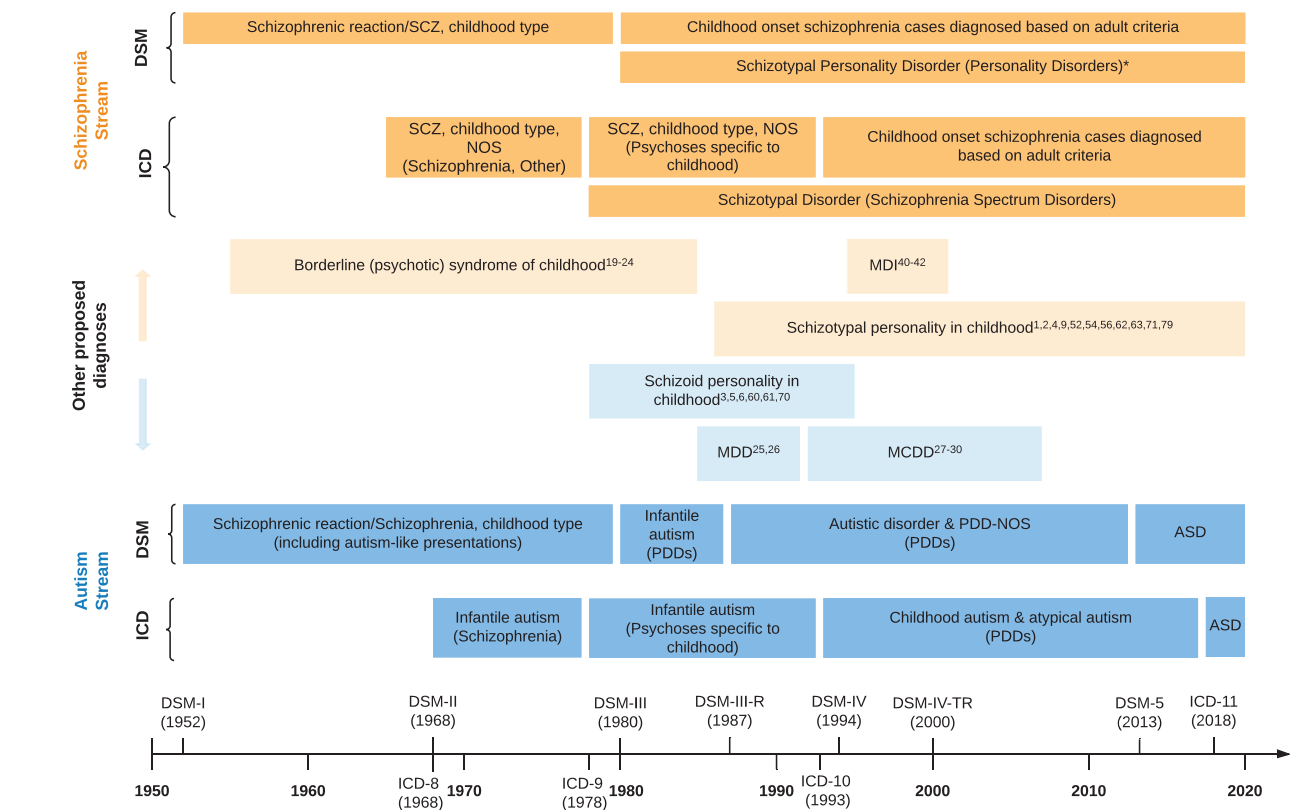 Schizophrenia
Stream
DSM
Schizophrenic reaction/SCZ, childhood type
Childhood onset schizophrenia cases diagnosed based on adult criteria
Schizotypal Personality Disorder (Personality Disorders)*
ICD
SCZ, childhood type,
NOS
(Schizophrenia, Other)
SCZ, childhood type, NOS
(Psychoses specific to
childhood)
Childhood onset schizophrenia cases diagnosed
based on adult criteria
Schizotypal Disorder (Schizophrenia Spectrum Disorders)
Other proposed
diagnoses
Borderline (psychotic) syndrome of childhood19-24
MDI40-42
Schizotypal personality in childhood1,2,4,9,52,54,56,62,63,71,79
Schizoid personality in
childhood3,5,6,60,61,70
MDD25,26
MCDD27-30
Autism
Stream
DSM
Schizophrenic reaction/Schizophrenia, childhood type
(including autism-like presentations)
Infantile
autism
(PDDs)
Autistic disorder & PDD-NOS
(PDDs)
ASD
ICD
Infantile autism
(Schizophrenia)
Infantile autism
(Psychoses specific to
childhood)
Childhood autism & atypical autism
(PDDs)
ASD
DSM-I
(1952)
DSM-II
(1968)
DSM-III
(1980)
DSM-III-R
(1987)
DSM-IV
(1994)
DSM-IV-TR
(2000)
DSM-5
(2013)
ICD-11
(2018)
1950
1960
ICD-8
(1968)
1970
ICD-9
(1978)
1980
1990
ICD-10
(1993)
2000
2010
2020